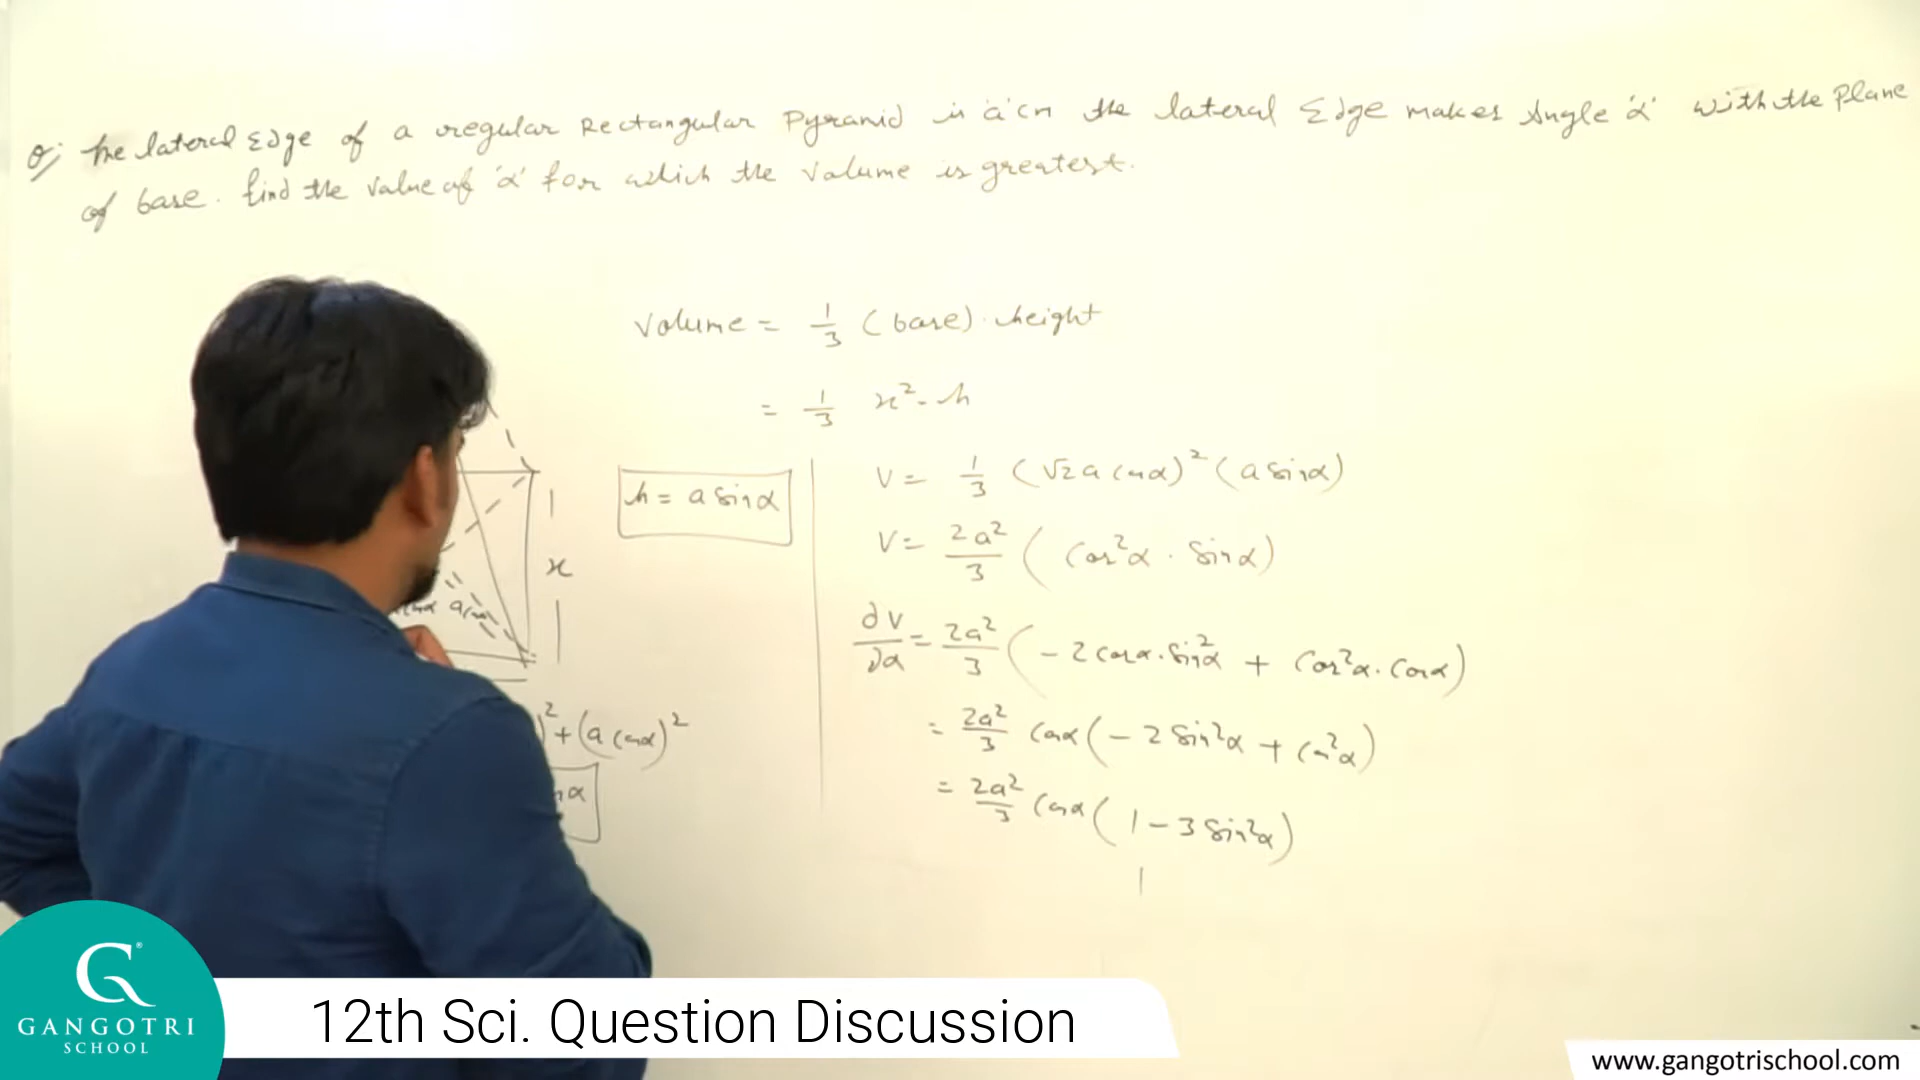 Q; The lateral Edge of a regular Rectangular Pyramid is 'a' cm the lateral Edge makes Angle 'α' with the Plane
of base. find the value of 'α' for which the volume is greatest.
volume = 1/3 (base) · height
= 1/3 x² · h
h = a sinα
V = 1/3 (√2 a cosα)² (a sinα)
V = 2a²/3 ( cos²α · sinα)
x
dV/dα = 2a²/3 ( - 2 cosα · sin²α + cos²α · cosα)
)² + (a cosα)²
= 2a²/3 cosα ( - 2 sin²α + cos²α)
= 2a²/3 cosα ( 1 - 3 sin²α)
GANGOTRI
SCHOOL
12th Sci. Question Discussion
www.gangotrischool.com